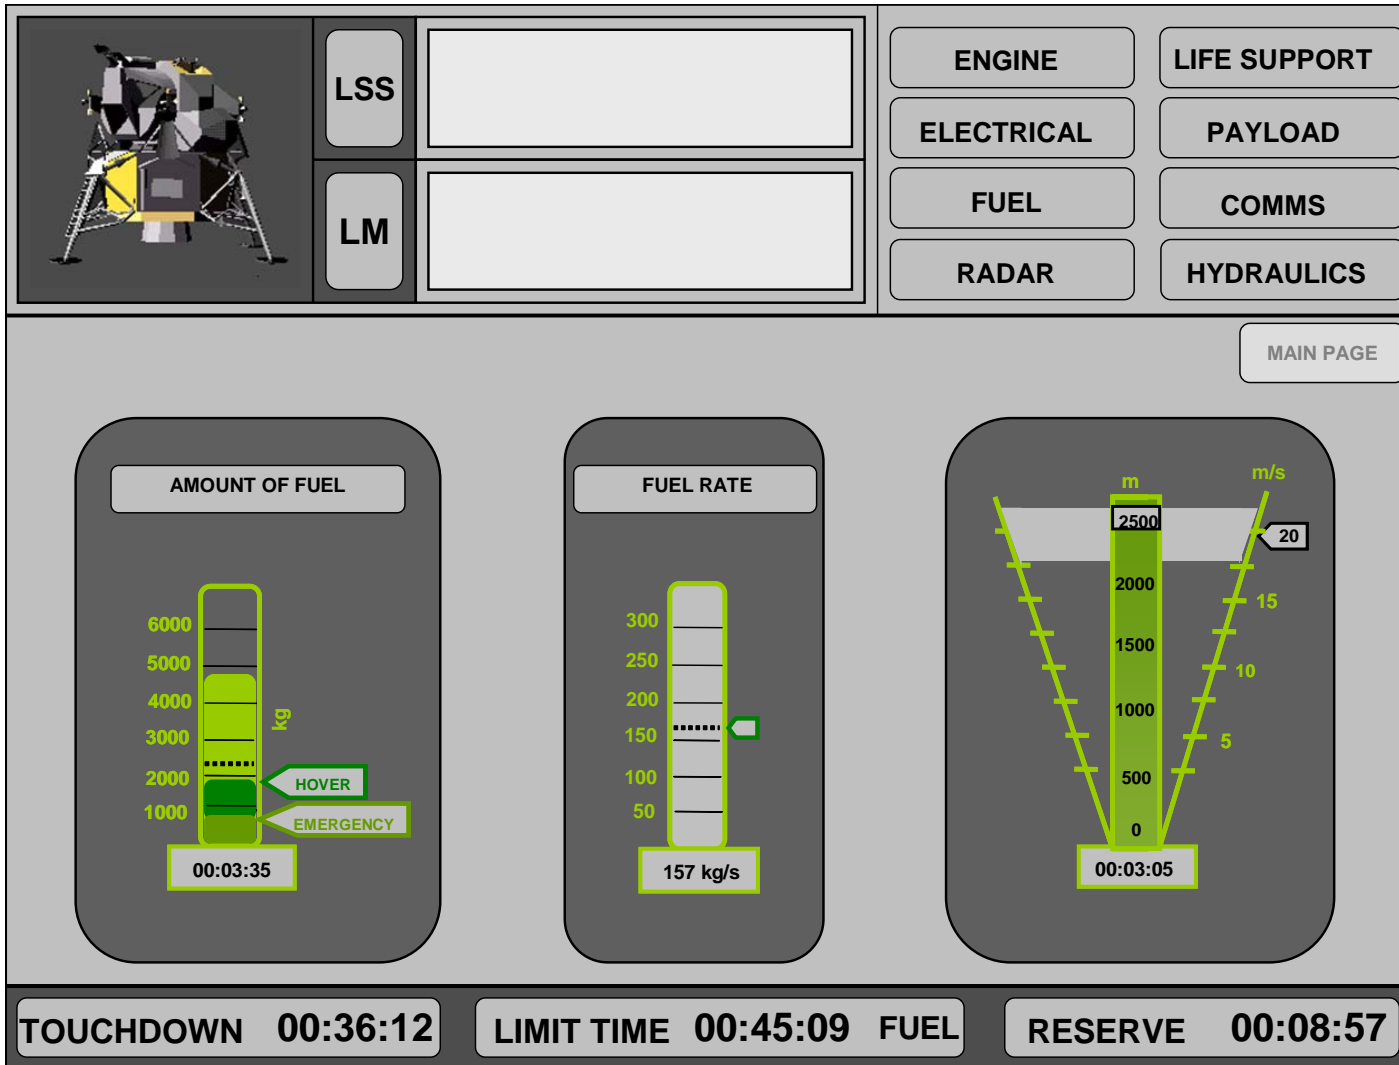 LSS
LM
ENGINE
LIFE SUPPORT
ELECTRICAL
PAYLOAD
FUEL
COMMS
RADAR
HYDRAULICS
MAIN PAGE
AMOUNT OF FUEL
6000
5000
4000
3000
2000
1000
kg
HOVER
EMERGENCY
00:03:35
FUEL RATE
300
250
200
150
100
50
157 kg/s
m
m/s
2500
2000
1500
1000
500
0
20
15
10
5
00:03:05
TOUCHDOWN 00:36:12
LIMIT TIME 00:45:09 FUEL
RESERVE 00:08:57